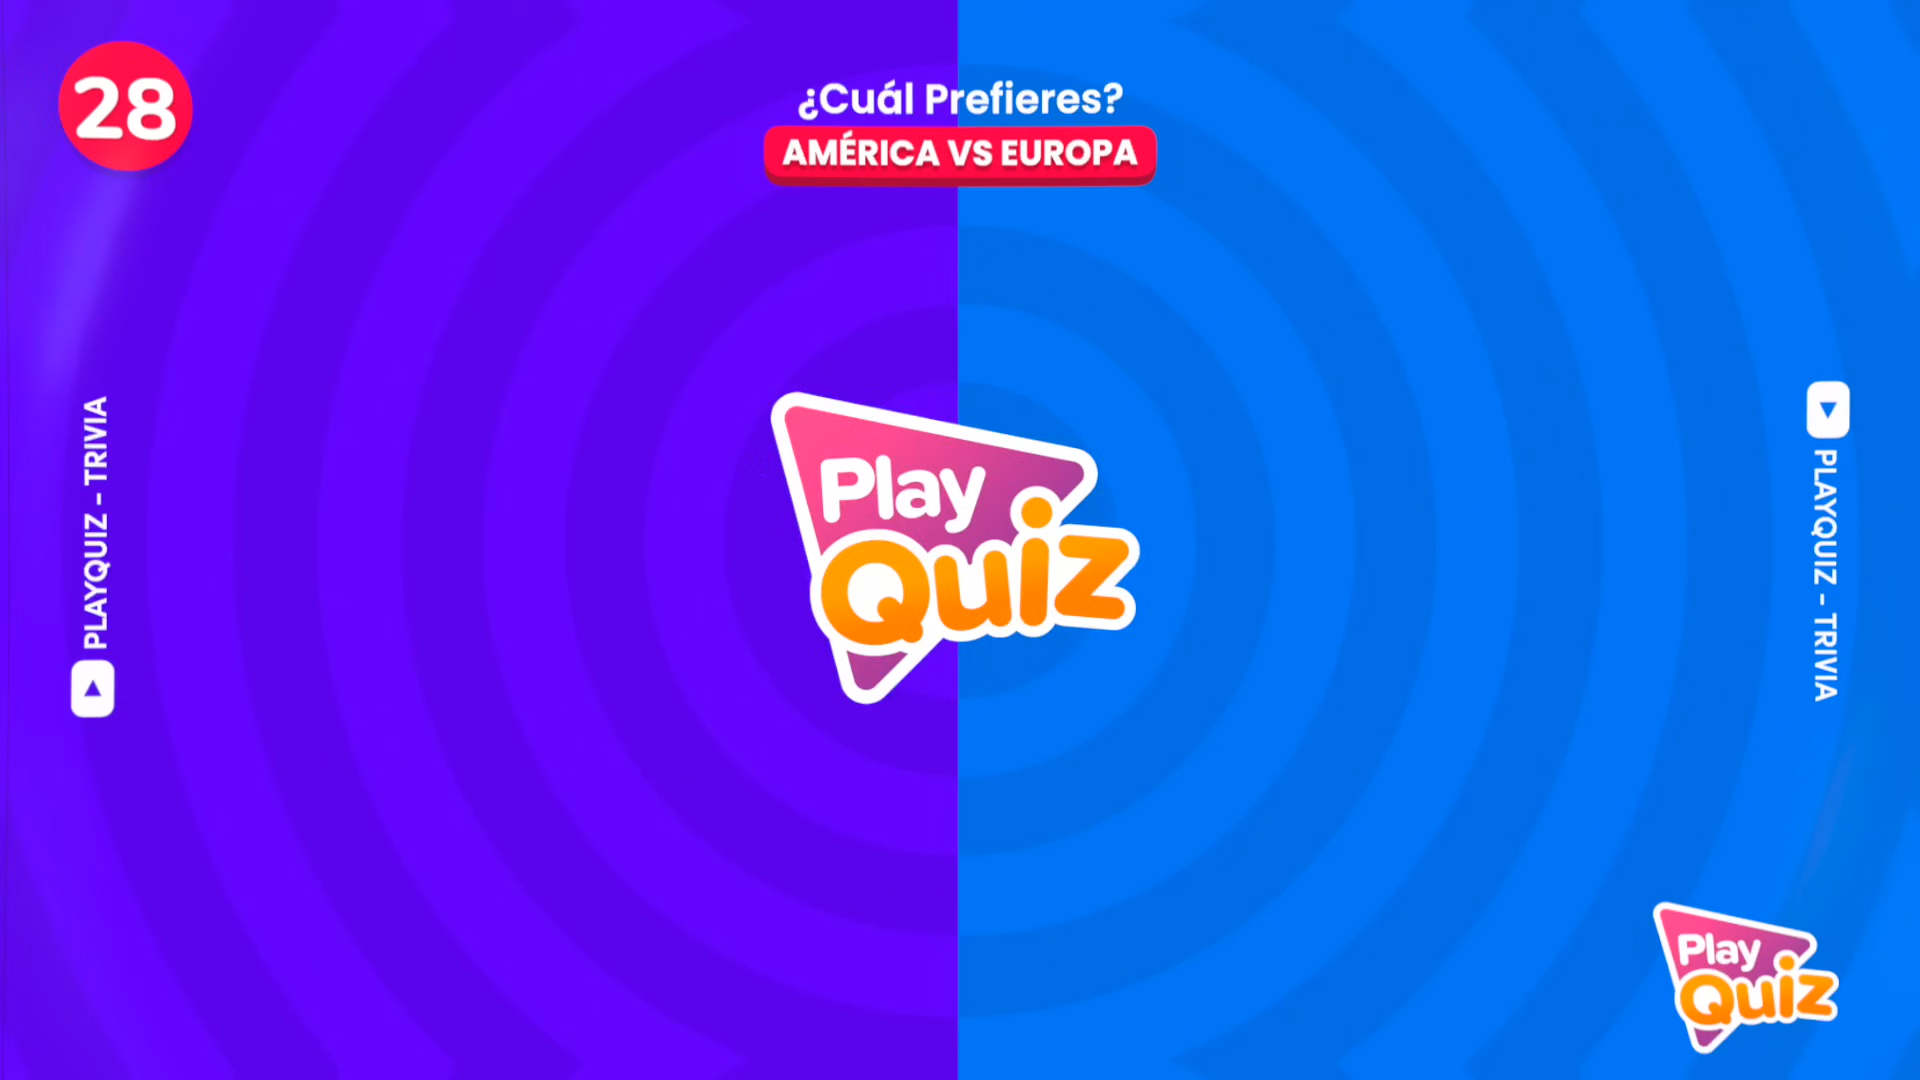 28
¿Cuál Prefieres?
AMÉRICA VS EUROPA
PLAYQUIZ - TRIVIA
Play
Quiz
PLAYQUIZ - TRIVIA
Play
Quiz